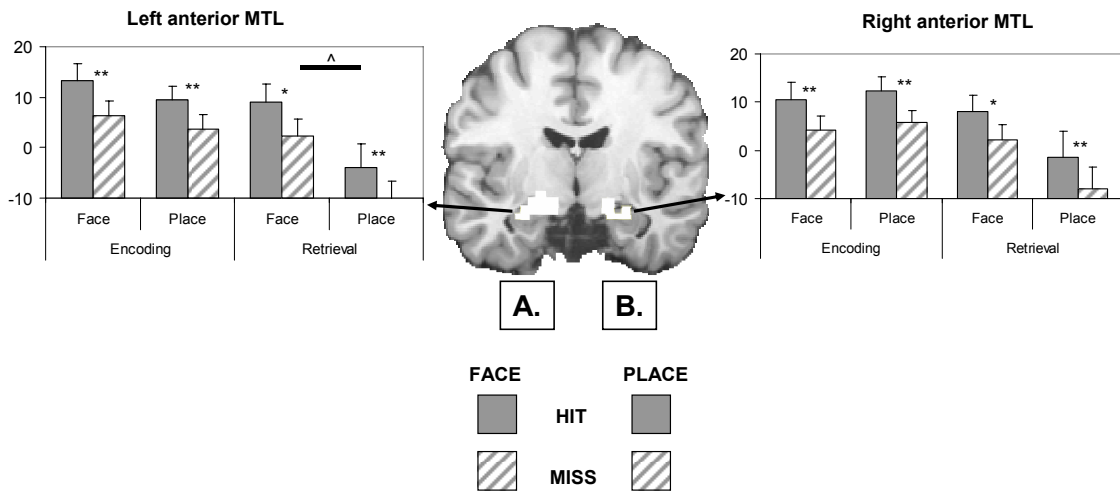 Left anterior MTL
20
10
0
-10
**
**
*
^
**
Face
Place
Face
Place
Encoding
Retrieval
Right anterior MTL
20
10
0
-10
**
**
*
**
Face
Place
Face
Place
Encoding
Retrieval
A.
B.
FACE
PLACE
HIT
MISS